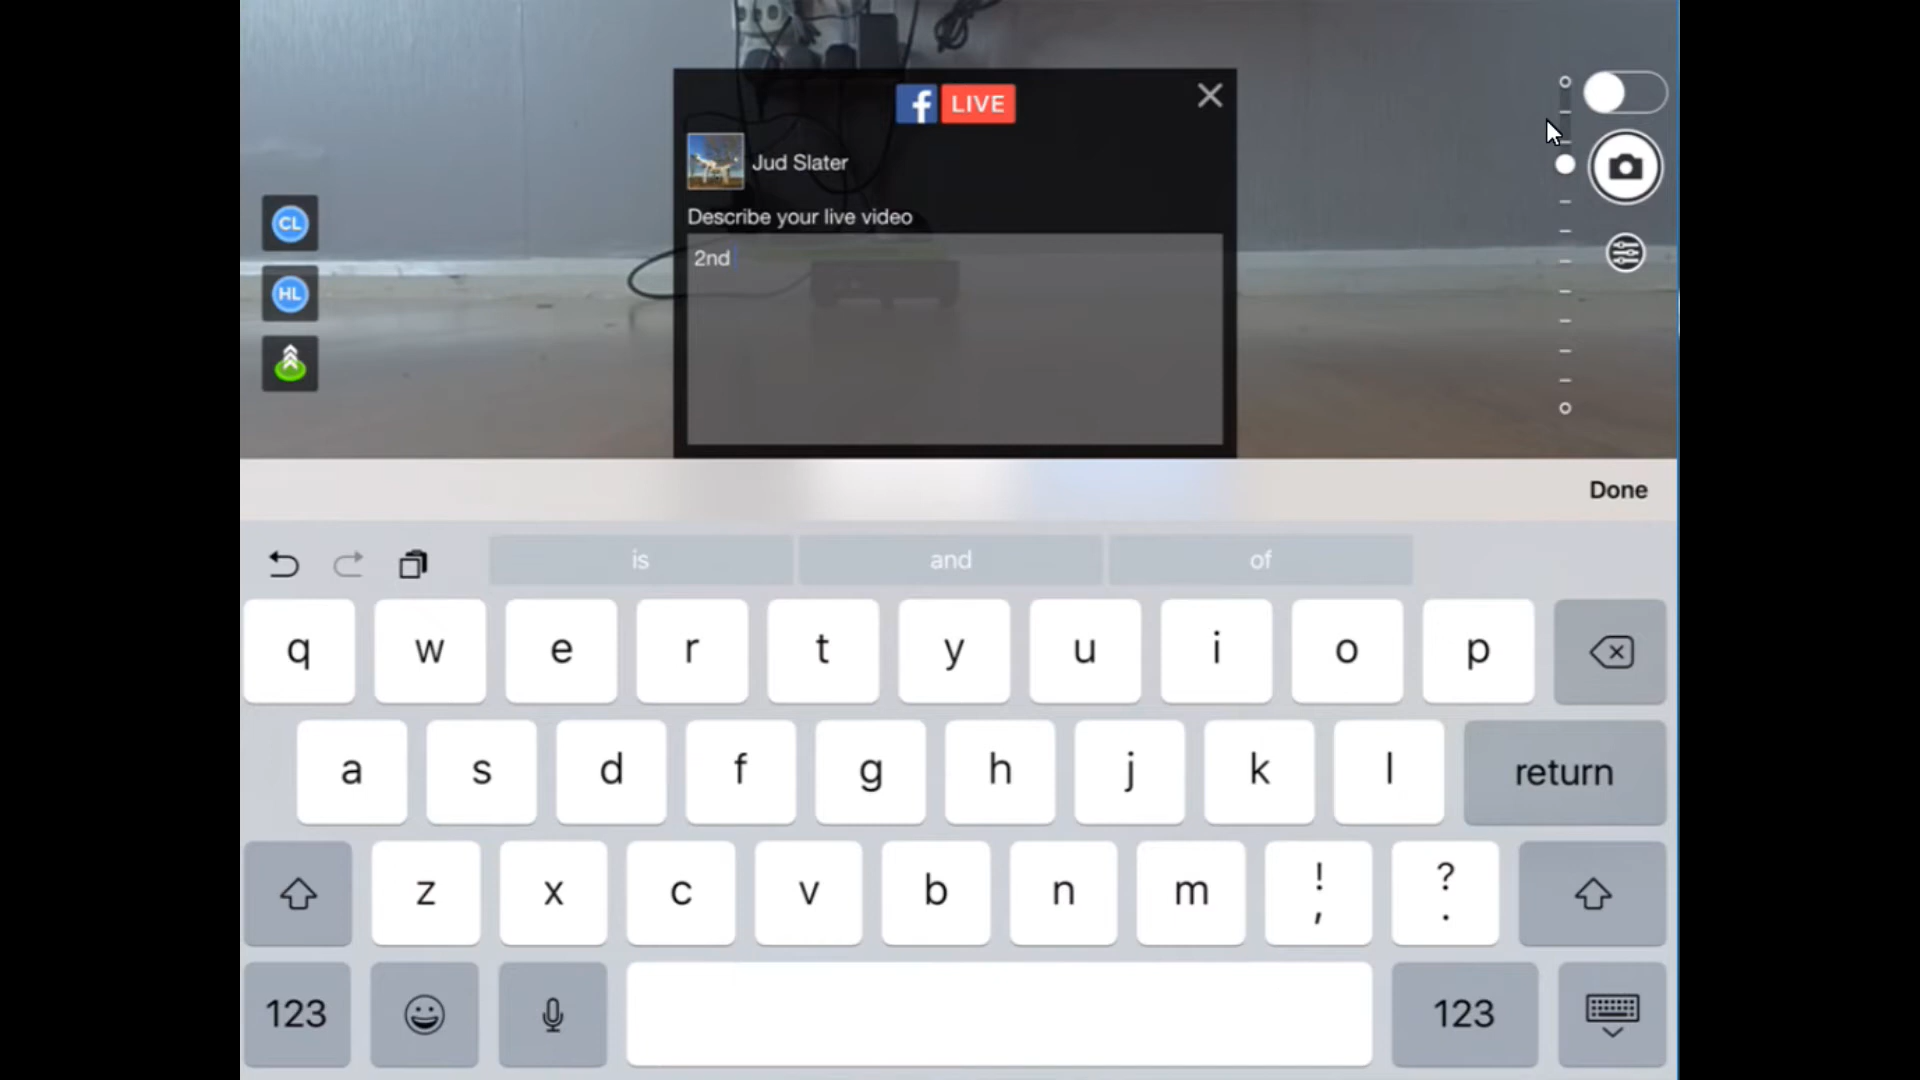 f LIVE
Jud Slater
Describe your live video
2nd
CL
HL
Done
is and of
q w e r t y u i o p
a s d f g h j k l return
z x c v b n m ! , ? .
123 123